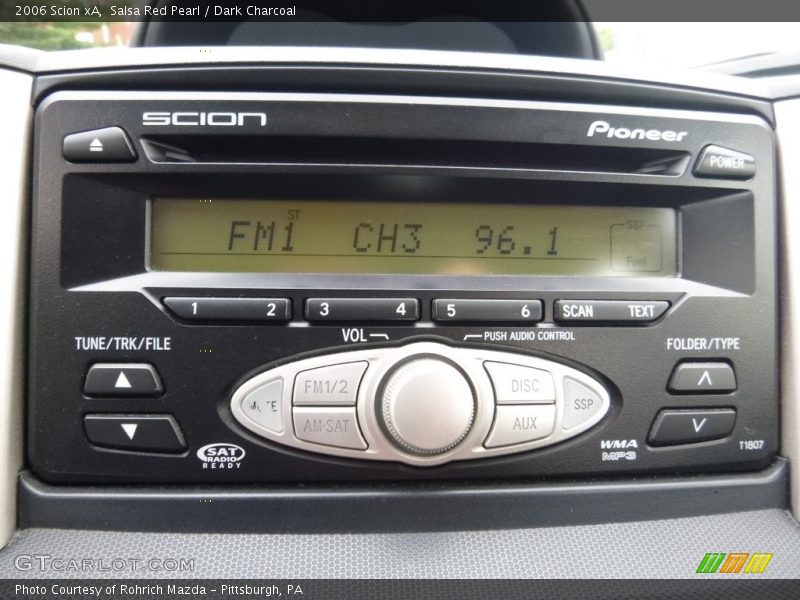 2006 Scion xA, Salsa Red Pearl / Dark Charcoal
SCION
Pioneer
POWER
ST
FM1 CH3 96.1
SSP
Feel
1 2 3 4 5 6 SCAN TEXT
TUNE/TRK/FILE
VOL
PUSH AUDIO CONTROL
FOLDER/TYPE
FM1/2
DISC
MUTE
SSP
AM·SAT
AUX
SAT
RADIO
READY
WMA
MP3
T1807
GTCARLOT.COM
Photo Courtesy of Rohrich Mazda - Pittsburgh, PA